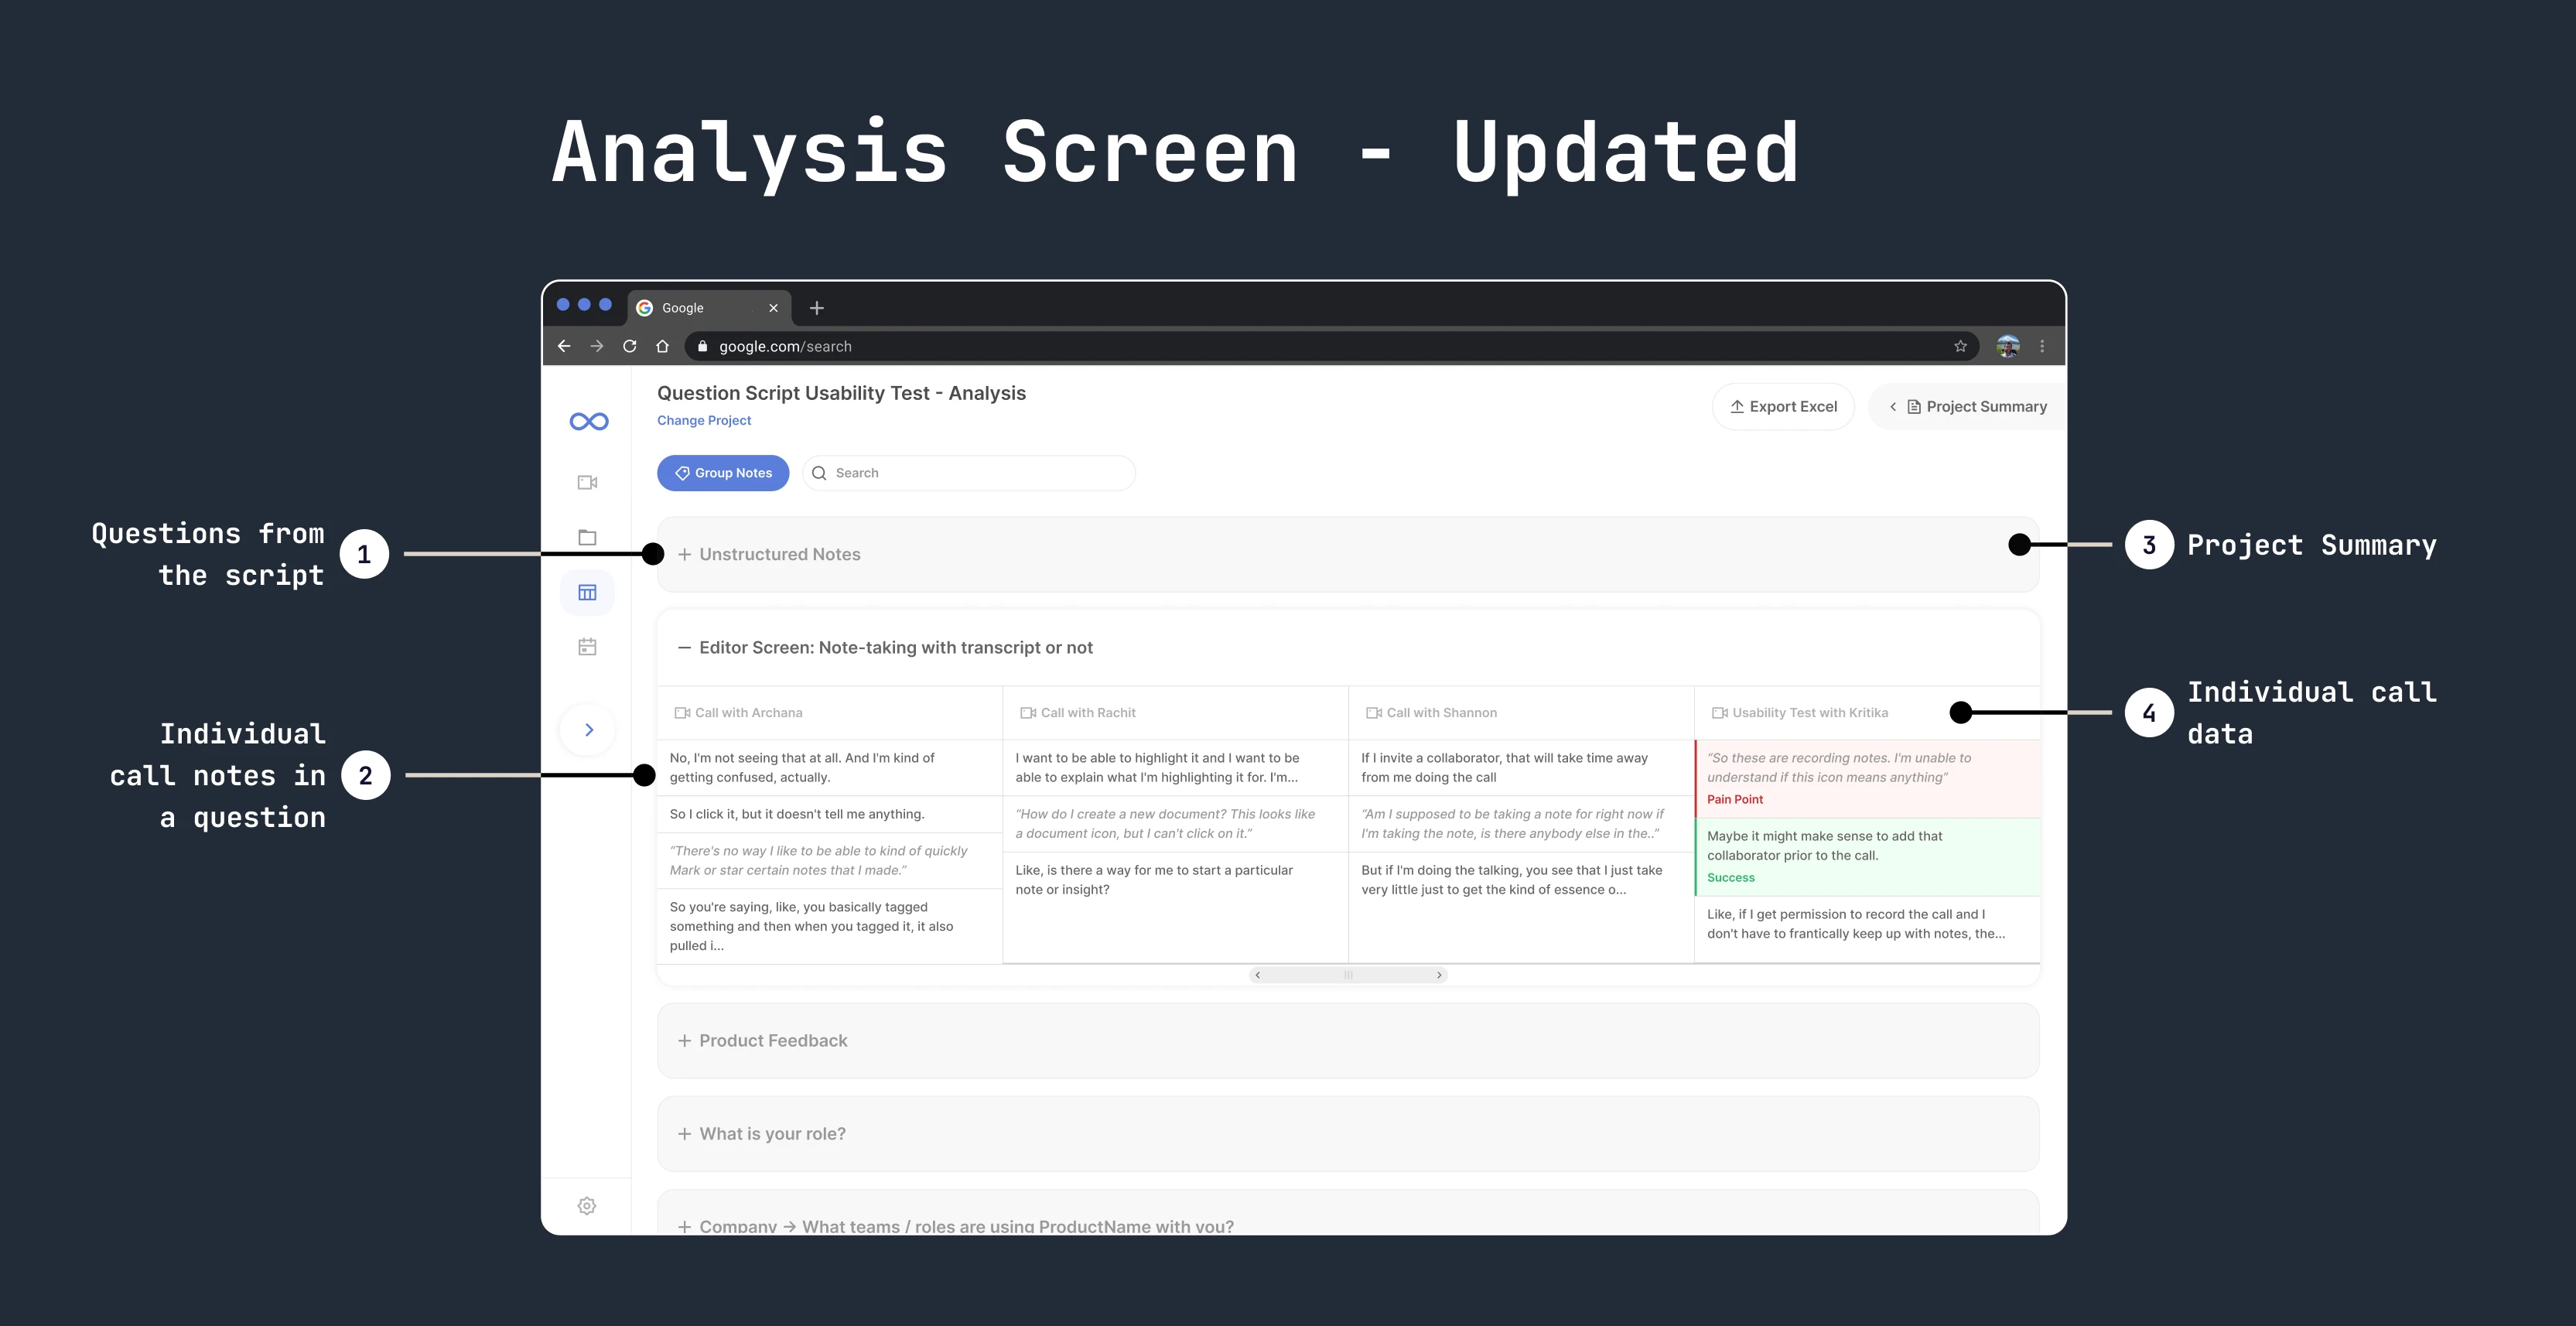 Analysis Screen - Updated
Google
google.com/search
Question Script Usability Test - Analysis
Change Project
Export Excel
Project Summary
Group Notes
Search
Questions from
the script
1
Unstructured Notes
3
Project Summary
Editor Screen: Note-taking with transcript or not
Individual
call notes in
a question
2
Call with Archana
No, I'm not seeing that at all. And I'm kind of
getting confused, actually.
So I click it, but it doesn't tell me anything.
"There's no way I like to be able to kind of quickly
Mark or star certain notes that I made."
So you're saying, like, you basically tagged
something and then when you tagged it, it also
pulled i...
Call with Rachit
I want to be able to highlight it and I want to be
able to explain what I'm highlighting it for. I'm...
"How do I create a new document? This looks like
a document icon, but I can't click on it."
Like, is there a way for me to start a particular
note or insight?
Call with Shannon
If I invite a collaborator, that will take time away
from me doing the call
"Am I supposed to be taking a note for right now if
I'm taking the note, is there anybody else in the.."
But if I'm doing the talking, you see that I just take
very little just to get the kind of essence o...
Usability Test with Kritika
"So these are recording notes. I'm unable to
understand if this icon means anything"
Pain Point
Maybe it might make sense to add that
collaborator prior to the call.
Success
Like, if I get permission to record the call and I
don't have to frantically keep up with notes, the...
4
Individual call
data
Product Feedback
What is your role?
Company → What teams / roles are using ProductName with you?